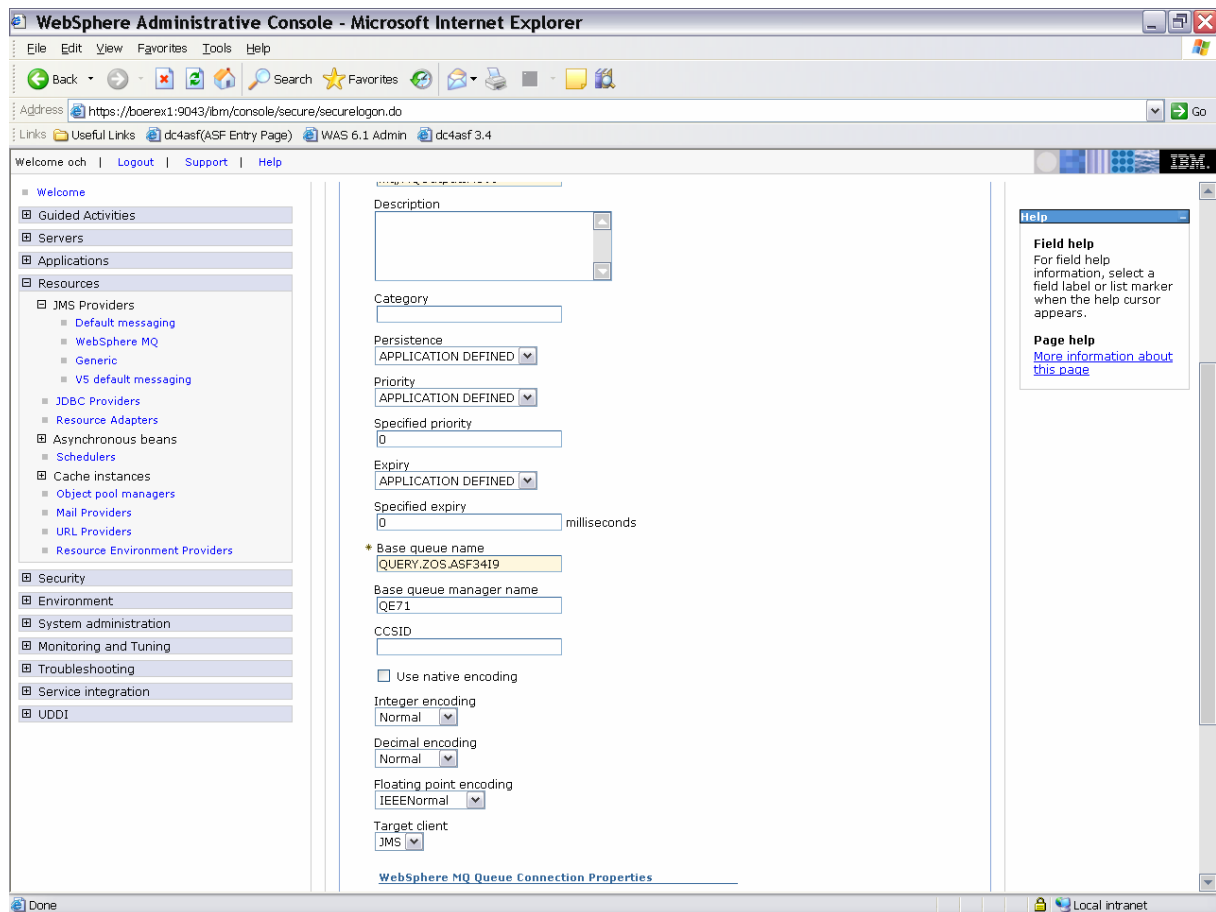 WebSphere Administrative Console - Microsoft Internet Explorer
File Edit View Favorites Tools Help
Back Search Favorites
Address https://boerex1:9043/ibm/console/secure/securelogon.do Go
Links Useful Links dc4asf(ASF Entry Page) WAS 6.1 Admin dc4asf 3.4
Welcome och | Logout | Support | Help IBM.
Welcome
Guided Activities
Servers
Applications
Resources
JMS Providers
Default messaging
WebSphere MQ
Generic
V5 default messaging
JDBC Providers
Resource Adapters
Asynchronous beans
Schedulers
Cache instances
Object pool managers
Mail Providers
URL Providers
Resource Environment Providers
Security
Environment
System administration
Monitoring and Tuning
Troubleshooting
Service integration
UDDI
Description
Category
Persistence
APPLICATION DEFINED
Priority
APPLICATION DEFINED
Specified priority
0
Expiry
APPLICATION DEFINED
Specified expiry
0 milliseconds
* Base queue name
QUERY.ZOS.ASF34I9
Base queue manager name
QE71
CCSID
Use native encoding
Integer encoding
Normal
Decimal encoding
Normal
Floating point encoding
IEEENormal
Target client
JMS
WebSphere MQ Queue Connection Properties
Help
Field help
For field help
information, select a
field label or list marker
when the help cursor
appears.
Page help
More information about
this page
Done Local intranet